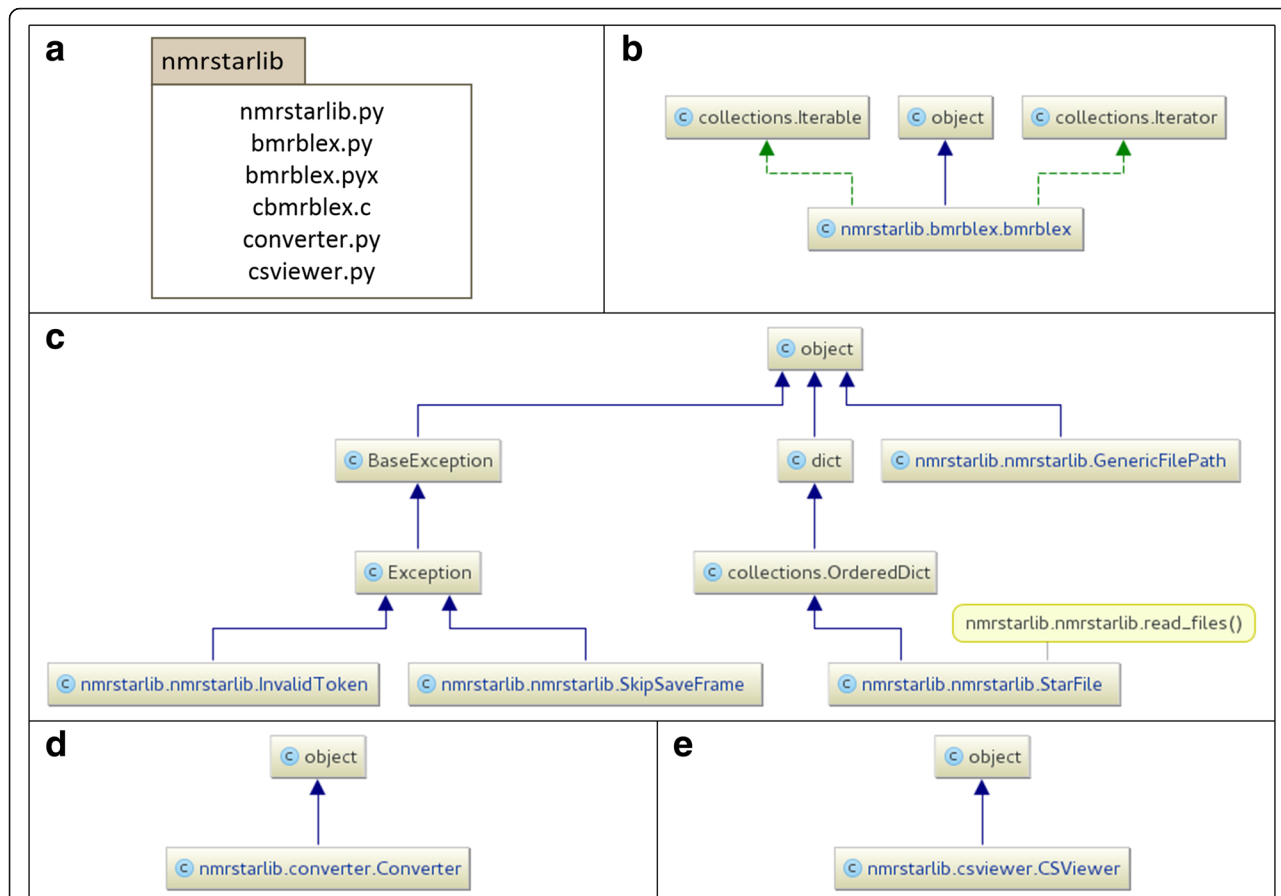 a
nmrstarlib
nmrstarlib.py
bmrblex.py
bmrblex.pyx
cbmrblex.c
converter.py
csviewer.py
b
C collections.Iterable
C object
C collections.Iterator
C nmrstarlib.bmrblex.bmrblex
c
C object
C BaseException
C dict
C nmrstarlib.nmrstarlib.GenericFilePath
C Exception
C collections.OrderedDict
nmrstarlib.nmrstarlib.read_files()
C nmrstarlib.nmrstarlib.InvalidToken
C nmrstarlib.nmrstarlib.SkipSaveFrame
C nmrstarlib.nmrstarlib.StarFile
d
C object
C nmrstarlib.converter.Converter
e
C object
C nmrstarlib.csviewer.CSViewer